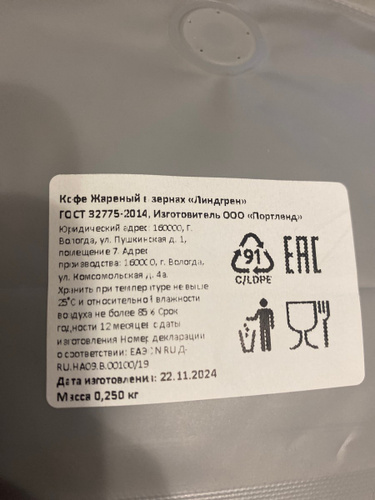 Кофе Жареный в зернах «Линдгрен»
ГОСТ 32775-2014, Изготовитель ООО «Портленд»
Юридический адрес: 160000, г.
Вологда, ул. Пушкинская д. 1,
помещение 7. Адрес
производства: 160000, г. Вологда,
ул. Комсомольская д. 4а.
Хранить при температуре не выше
25°С и относительной влажности
воздуха не более 85% Срок
годности 12 месяцев с даты
изготовления Номер декларации
о соответствии: ЕАЭС N RU Д-
RU.НА09.В.00100/19
Дата изготовления: 22.11.2024
Масса 0,250 кг
91
C/LDPE
EAC